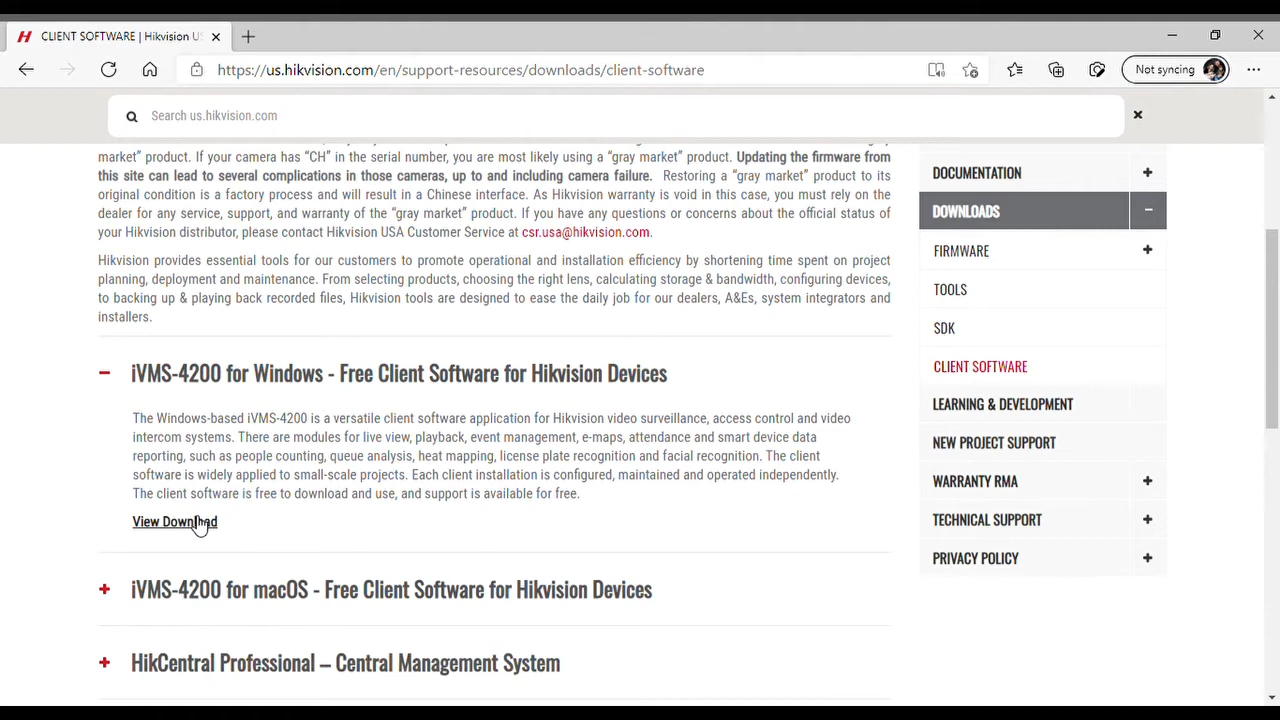 CLIENT SOFTWARE | Hikvision US
https://us.hikvision.com/en/support-resources/downloads/client-software
Not syncing
Search us.hikvision.com
market” product. If your camera has “CH” in the serial number, you are most likely using a “gray market” product. Updating the firmware from
this site can lead to several complications in those cameras, up to and including camera failure. Restoring a “gray market” product to its
original condition is a factory process and will result in a Chinese interface. As Hikvision warranty is void in this case, you must rely on the
dealer for any service, support, and warranty of the “gray market” product. If you have any questions or concerns about the official status of
your Hikvision distributor, please contact Hikvision USA Customer Service at csr.usa@hikvision.com.
Hikvision provides essential tools for our customers to promote operational and installation efficiency by shortening time spent on project
planning, deployment and maintenance. From selecting products, choosing the right lens, calculating storage & bandwidth, configuring devices,
to backing up & playing back recorded files, Hikvision tools are designed to ease the daily job for our dealers, A&Es, system integrators and
installers.
iVMS-4200 for Windows - Free Client Software for Hikvision Devices
The Windows-based iVMS-4200 is a versatile client software application for Hikvision video surveillance, access control and video
intercom systems. There are modules for live view, playback, event management, e-maps, attendance and smart device data
reporting, such as people counting, queue analysis, heat mapping, license plate recognition and facial recognition. The client
software is widely applied to small-scale projects. Each client installation is configured, maintained and operated independently.
The client software is free to download and use, and support is available for free.
View Download
iVMS-4200 for macOS - Free Client Software for Hikvision Devices
HikCentral Professional – Central Management System
DOCUMENTATION
DOWNLOADS
FIRMWARE
TOOLS
SDK
CLIENT SOFTWARE
LEARNING & DEVELOPMENT
NEW PROJECT SUPPORT
WARRANTY RMA
TECHNICAL SUPPORT
PRIVACY POLICY